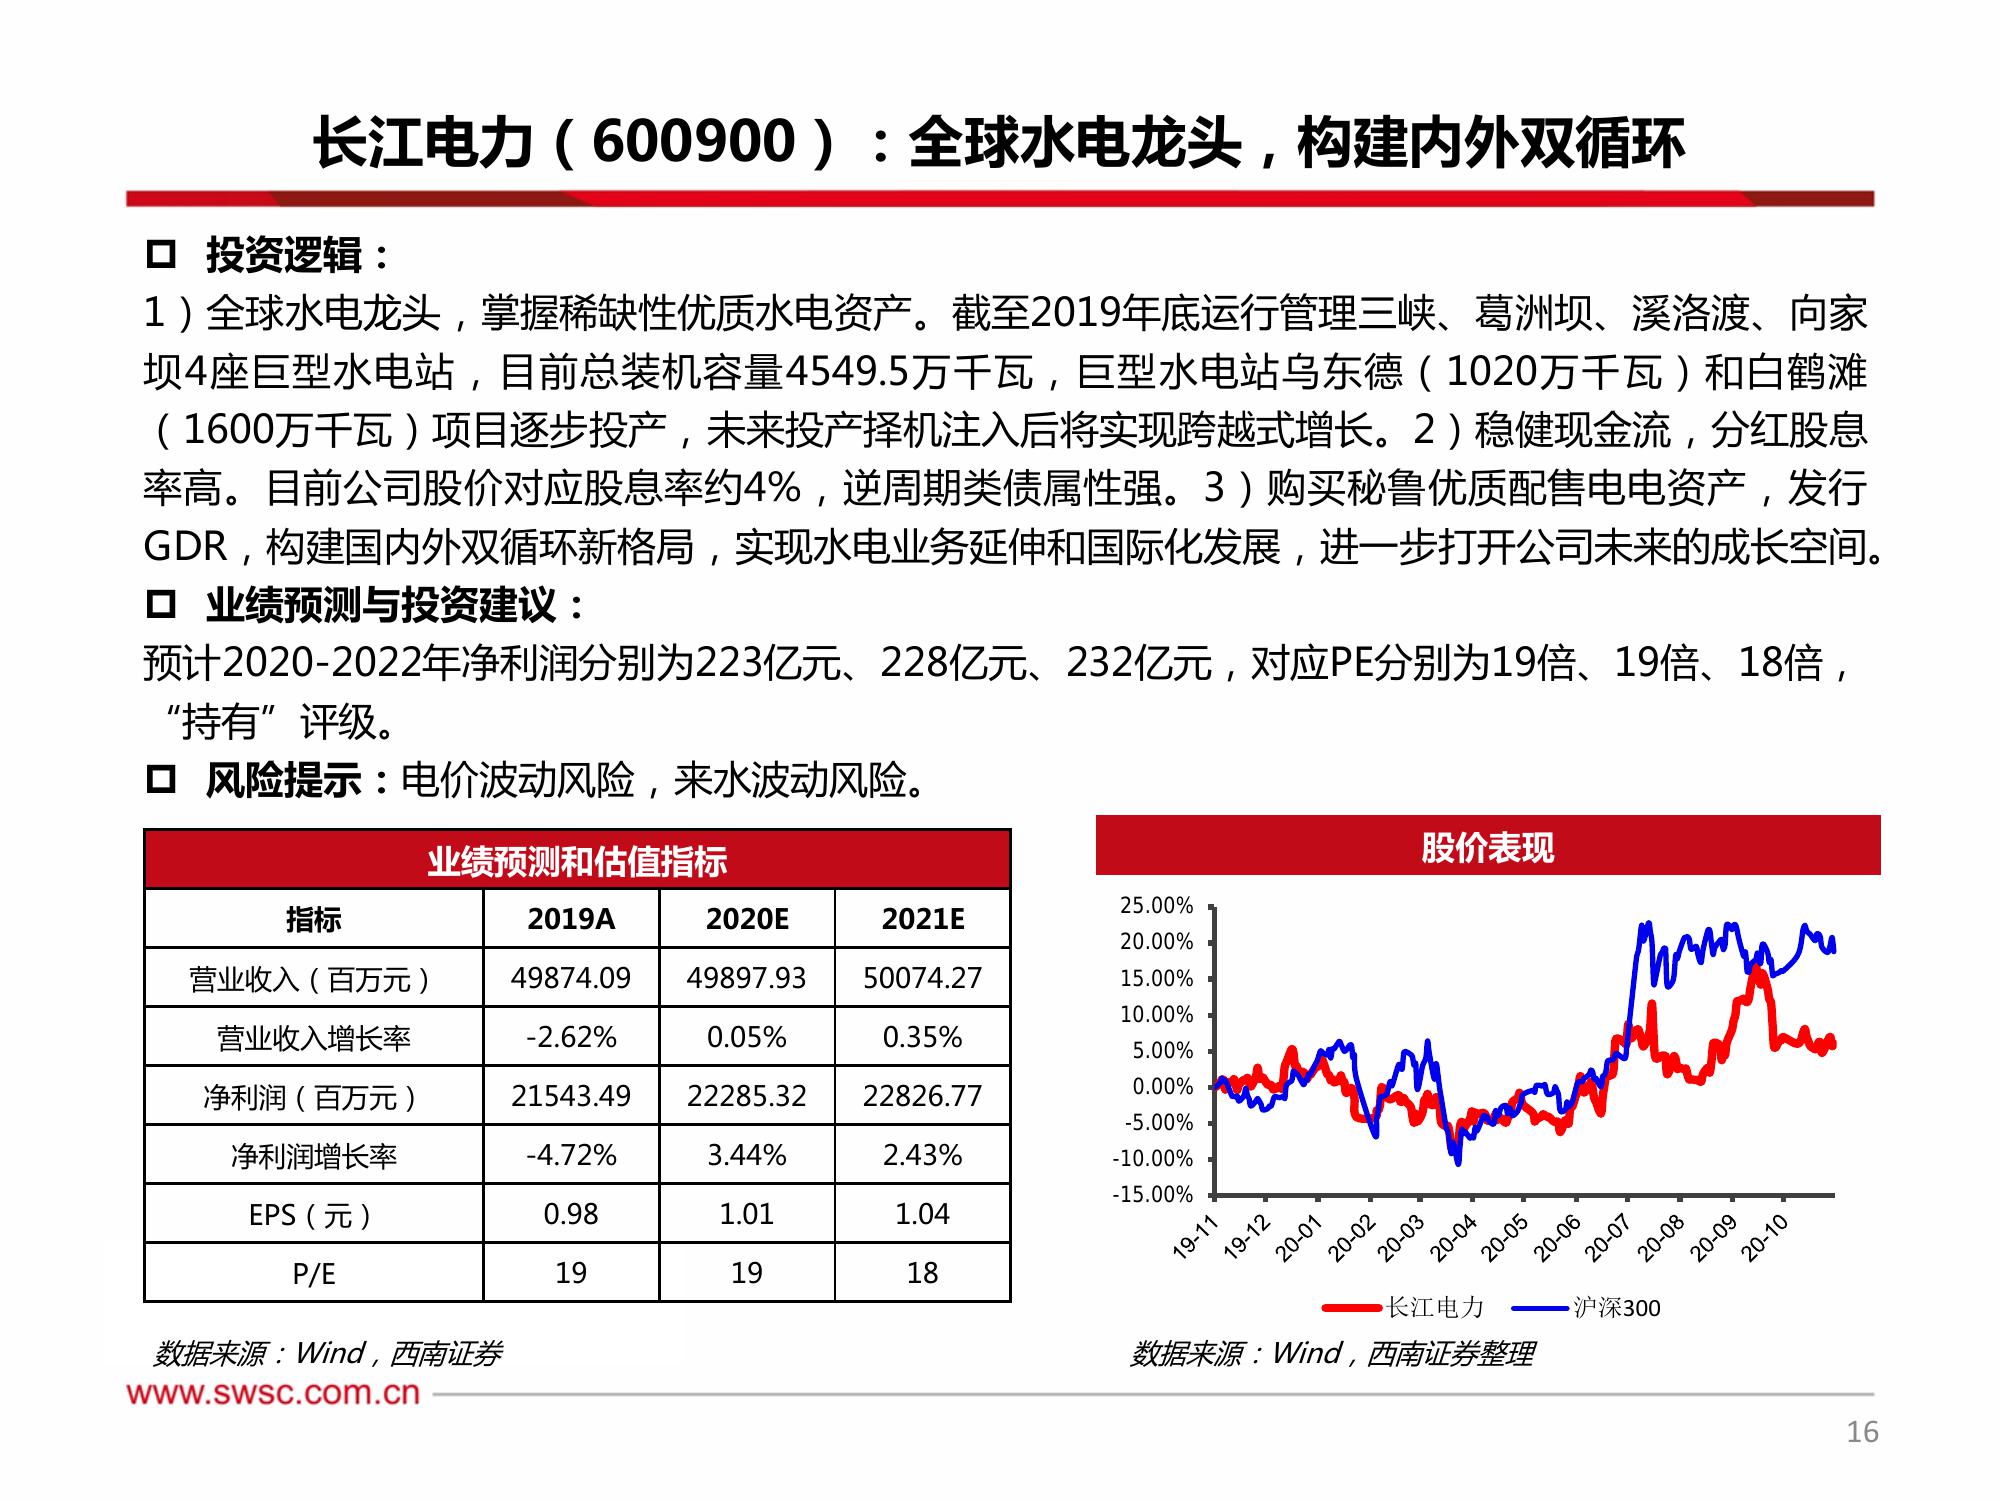 长江电力（600900）：全球水电龙头，构建内外双循环
投资逻辑：
1）全球水电龙头，掌握稀缺性优质水电资产。截至2019年底运行管理三峡、葛洲坝、溪洛渡、向家
坝4座巨型水电站，目前总装机容量4549.5万千瓦，巨型水电站乌东德（1020万千瓦）和白鹤滩
（1600万千瓦）项目逐步投产，未来投产择机注入后将实现跨越式增长。2）稳健现金流，分红股息
率高。目前公司股价对应股息率约4%，逆周期类债属性强。3）购买秘鲁优质配售电电资产，发行
GDR，构建国内外双循环新格局，实现水电业务延伸和国际化发展，进一步打开公司未来的成长空间。
业绩预测与投资建议：
预计2020-2022年净利润分别为223亿元、228亿元、232亿元，对应PE分别为19倍、19倍、18倍，
“持有”评级。
风险提示：电价波动风险，来水波动风险。
业绩预测和估值指标
指标 2019A 2020E 2021E
营业收入（百万元） 49874.09 49897.93 50074.27
营业收入增长率 -2.62% 0.05% 0.35%
净利润（百万元） 21543.49 22285.32 22826.77
净利润增长率 -4.72% 3.44% 2.43%
EPS（元） 0.98 1.01 1.04
P/E 19 19 18
数据来源：Wind，西南证券
股价表现
25.00%
20.00%
15.00%
10.00%
5.00%
0.00%
-5.00%
-10.00%
-15.00%
19-11 19-12 20-01 20-02 20-03 20-04 20-05 20-06 20-07 20-08 20-09 20-10
长江电力 沪深300
数据来源：Wind，西南证券整理
www.swsc.com.cn
16